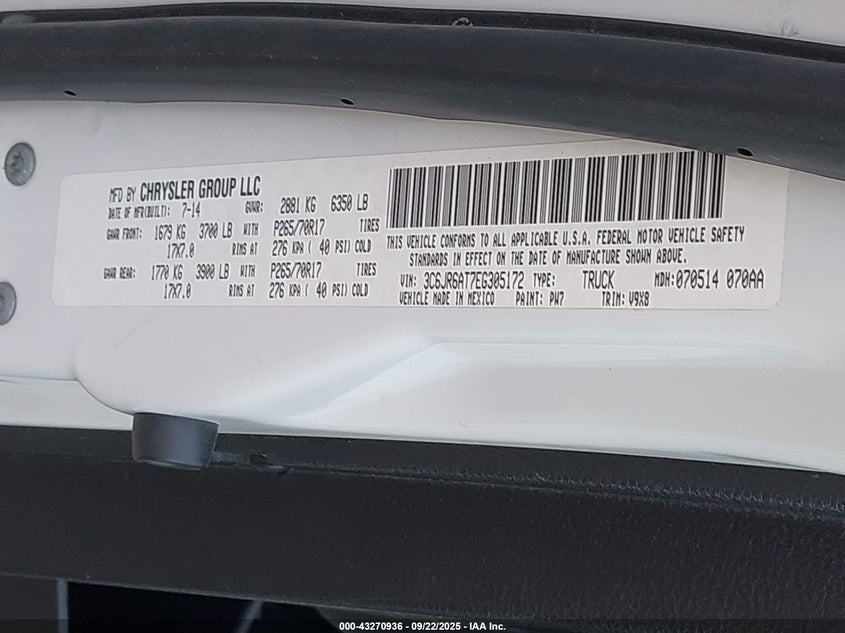 MFD BY CHRYSLER GROUP LLC
DATE OF MFR(BUILT): 7-14 GVWR: 2881 KG 6350 LB
GAWR FRONT: 1679 KG 3700 LB WITH P265/70R17 TIRES
17X7.0 RIMS AT 276 KPA ( 40 PSI) COLD
GAWR REAR: 1770 KG 3900 LB WITH P265/70R17 TIRES
17X7.0 RIMS AT 276 KPA ( 40 PSI) COLD
THIS VEHICLE CONFORMS TO ALL APPLICABLE U.S.A. FEDERAL MOTOR VEHICLE SAFETY
STANDARDS IN EFFECT ON THE DATE OF MANUFACTURE SHOWN ABOVE.
VIN: 3C6JR6AT7EG305172 TYPE: TRUCK MDH:070514 070AA
VEHICLE MADE IN MEXICO PAINT: PW7 TRIM: V9X8
000-43270936 - 09/22/2025 - IAA Inc.